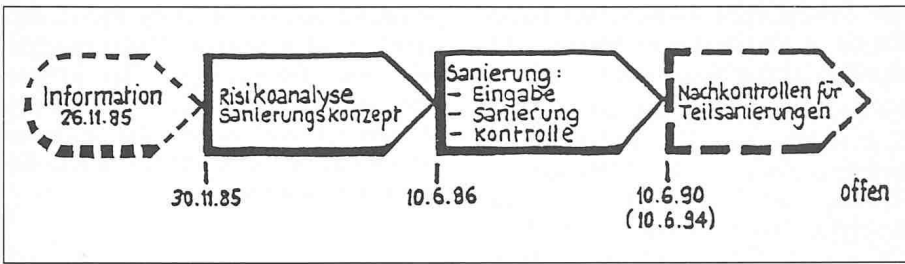 Information
26.11.85
Risikoanalyse
Sanierungskonzept
Sanierung:
- Eingabe
- Sanierung
- Kontrolle
Nachkontrollen für
Teilsanierungen
30.11.85
10.6.86
10.6.90
(10.6.94)
offen